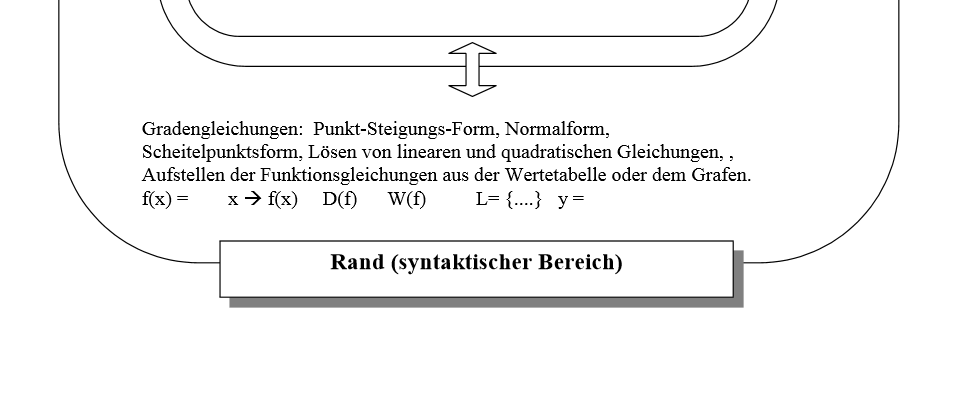 Gradengleichungen:  Punkt-Steigungs-Form, Normalform,
Scheitelpunktsform, Lösen von linearen und quadratischen Gleichungen, ,
Aufstellen der Funktionsgleichungen aus der Wertetabelle oder dem Grafen.
f(x) =        x → f(x)     D(f)      W(f)          L= {....}   y =
Rand (syntaktischer Bereich)